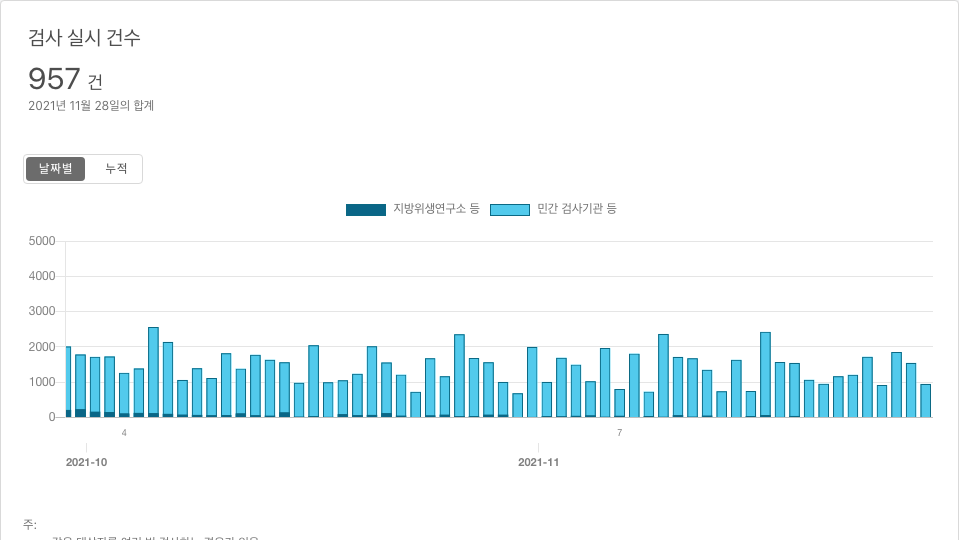 검사 실시 건수
957 건
2021년 11월 28일의 합계
날짜별 누적
지방위생연구소 등 민간 검사기관 등
5000
4000
3000
2000
1000
0
4 7
2021-10 2021-11
주: